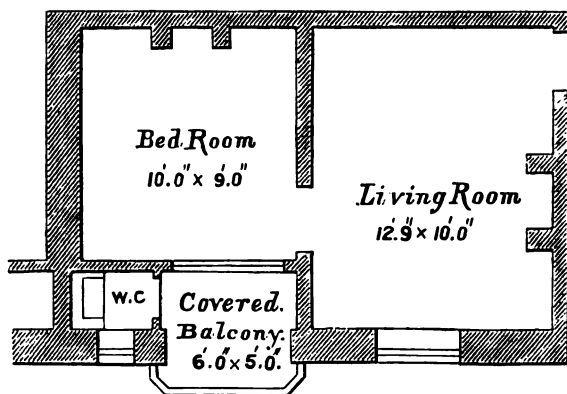 Bed Room
10'.0" × 9'.0"
Living Room
12'.9" × 10'.0"
W.C
Covered.
Balcony.
6'.0" × 5'.0".